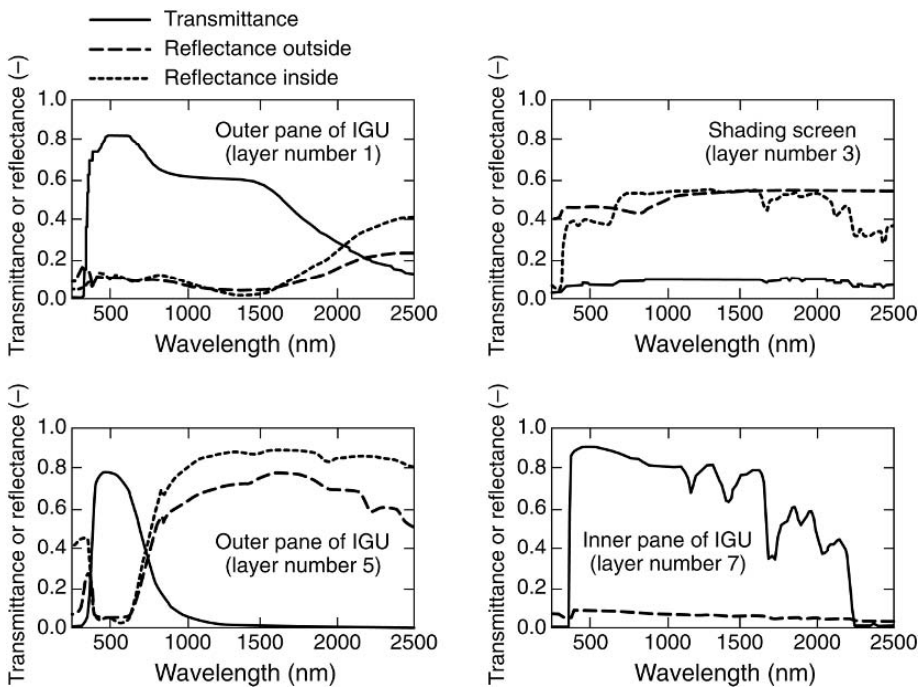 Transmittance
Reflectance outside
Reflectance inside
Transmittance or reflectance (–)
1.0
0.8
0.6
0.4
0.2
0.0
Outer pane of IGU
(layer number 1)
500 1000 1500 2000 2500
Wavelength (nm)
Transmittance or reflectance (–)
1.0
0.8
0.6
0.4
0.2
0.0
Shading screen
(layer number 3)
500 1000 1500 2000 2500
Wavelength (nm)
Transmittance or reflectance (–)
1.0
0.8
0.6
0.4
0.2
0.0
Outer pane of IGU
(layer number 5)
500 1000 1500 2000 2500
Wavelength (nm)
Transmittance or reflectance (–)
1.0
0.8
0.6
0.4
0.2
0.0
Inner pane of IGU
(layer number 7)
500 1000 1500 2000 2500
Wavelength (nm)